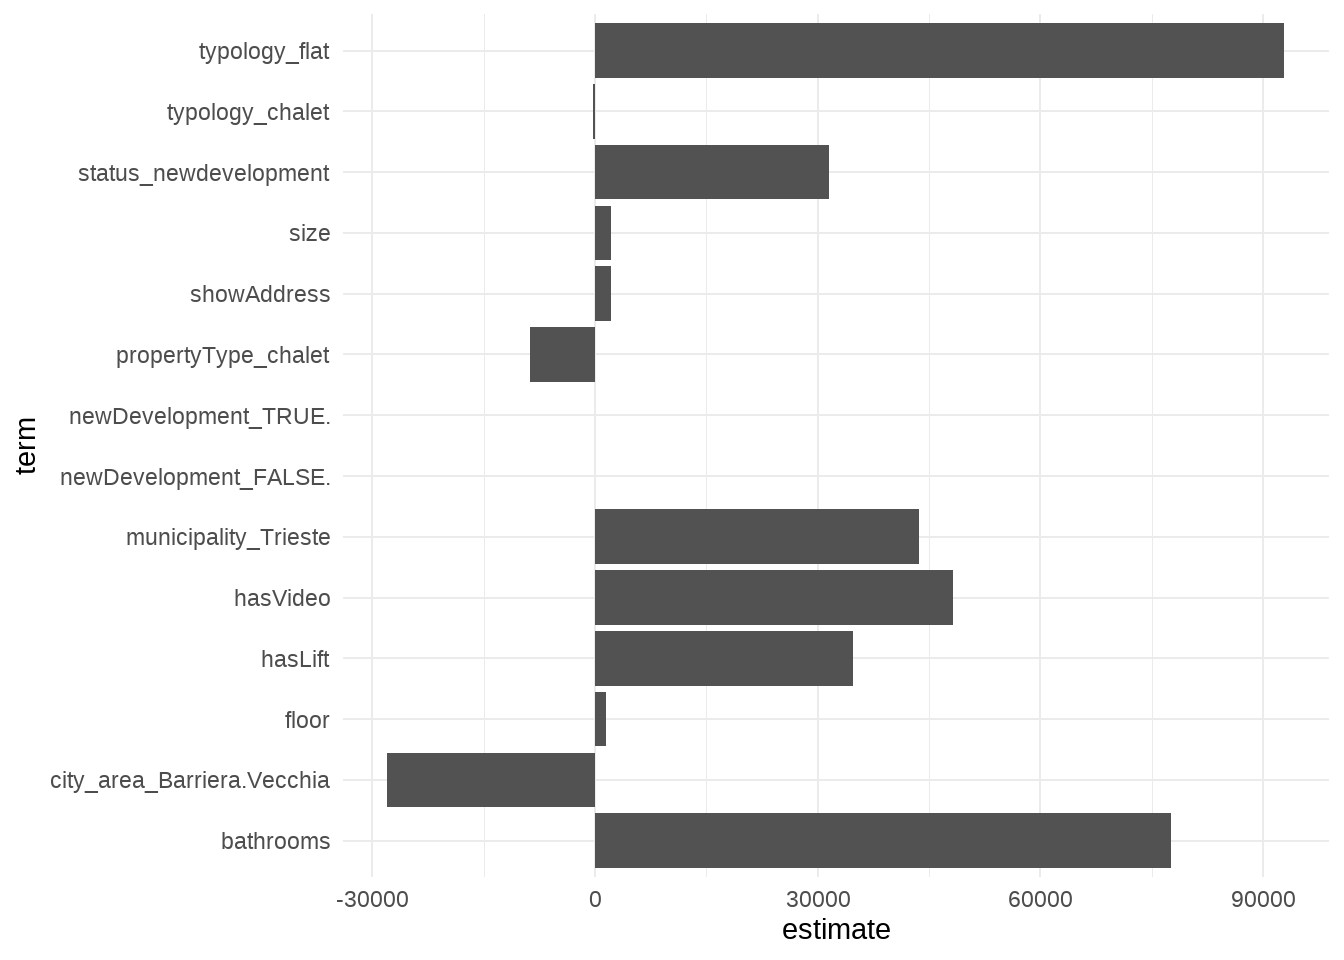 typology_flat
typology_chalet
status_newdevelopment
size
showAddress
propertyType_chalet
newDevelopment_TRUE.
newDevelopment_FALSE.
municipality_Trieste
hasVideo
hasLift
floor
city_area_Barriera.Vecchia
bathrooms
term
-30000 0 30000 60000 90000
estimate